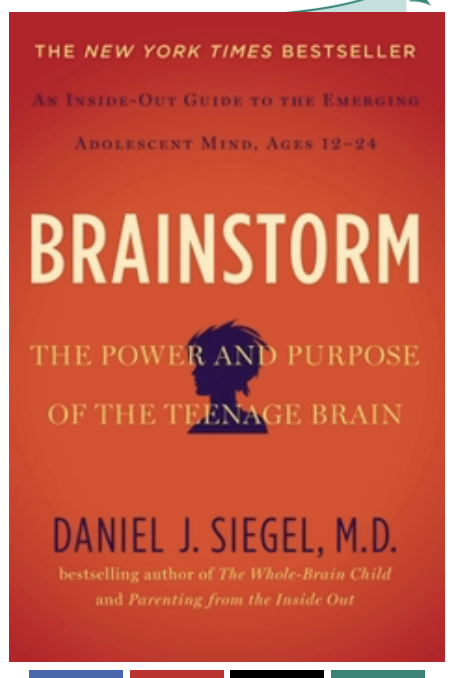 THE NEW YORK TIMES BESTSELLER
AN INSIDE-OUT GUIDE TO THE EMERGING
ADOLESCENT MIND, AGES 12–24
BRAINSTORM
THE POWER AND PURPOSE
OF THE TEENAGE BRAIN
DANIEL J. SIEGEL, M.D.
bestselling author of The Whole-Brain Child
and Parenting from the Inside Out